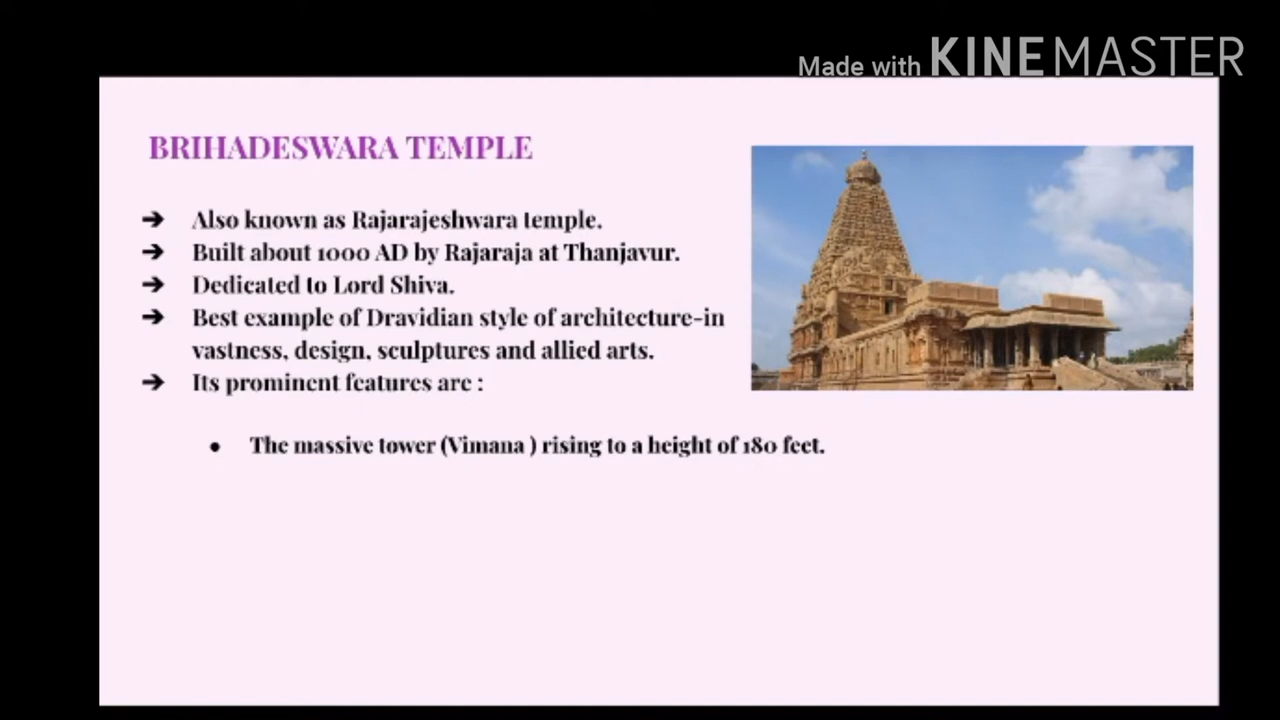 Made with KINEMASTER
BRIHADESWARA TEMPLE
➔ Also known as Rajarajeshwara temple.
➔ Built about 1000 AD by Rajaraja at Thanjavur.
➔ Dedicated to Lord Shiva.
➔ Best example of Dravidian style of architecture-in
vastness, design, sculptures and allied arts.
➔ Its prominent features are :
● The massive tower (Vimana ) rising to a height of 180 feet.